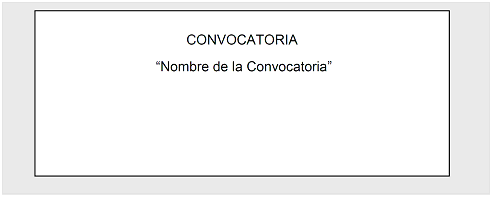 CONVOCATORIA
“Nombre de la Convocatoria”